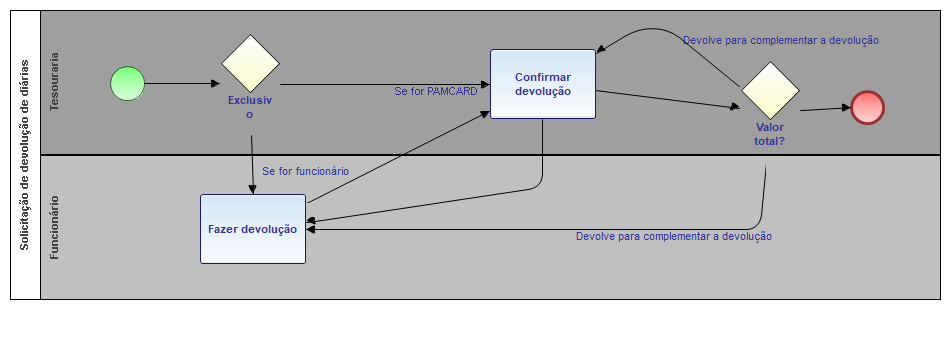 Solicitação de devolução de diárias
Tesouraria
Funcionário
Exclusiv
o
Se for PAMCARD
Confirmar
devolução
Devolve para complementar a devolução
Valor
total?
Se for funcionário
Fazer devolução
Devolve para complementar a devolução